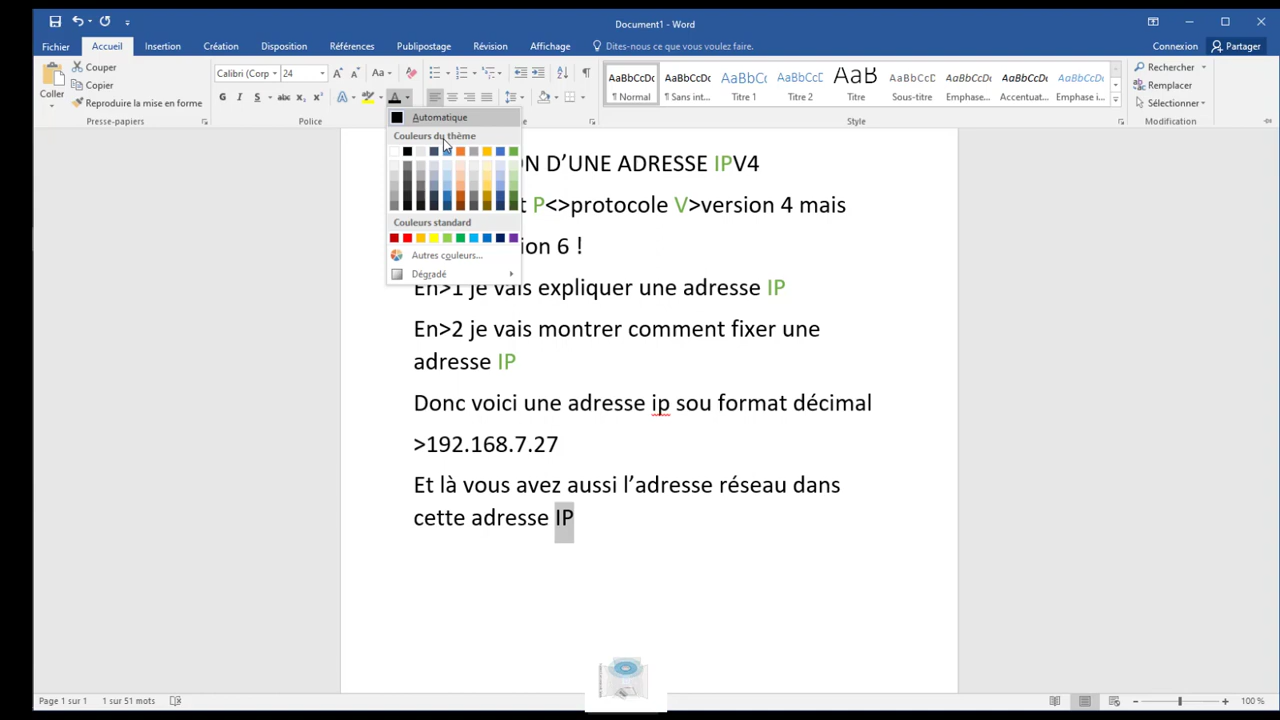 Document1 - Word
Fichier Accueil Insertion Création Disposition Références Publipostage Révision Affichage Dites-nous ce que vous voulez faire. Connexion Partager
Coller
Couper
Copier
Reproduire la mise en forme
Presse-papiers
Calibri (Corp 24
Police
AaBbCcDc AaBbCcDc AaBbCc AaBbCcD AaB AaBbCcD AaBbCcDc AaBbCcDc AaBbCcDc
¶ Normal ¶ Sans int... Titre 1 Titre 2 Titre Sous-titre Emphase... Accentuat... Emphase i...
Style
Rechercher
Remplacer
Sélectionner
Modification
Automatique
Couleurs du thème
Couleurs standard
Autres couleurs...
Dégradé
ON D’UNE ADRESSE IPV4
t P<>protocole V>version 4 mais
ion 6 !
En>1 je vais expliquer une adresse IP
En>2 je vais montrer comment fixer une
adresse IP
Donc voici une adresse ip sou format décimal
>192.168.7.27
Et là vous avez aussi l’adresse réseau dans
cette adresse IP
Page 1 sur 1 1 sur 51 mots 100 %